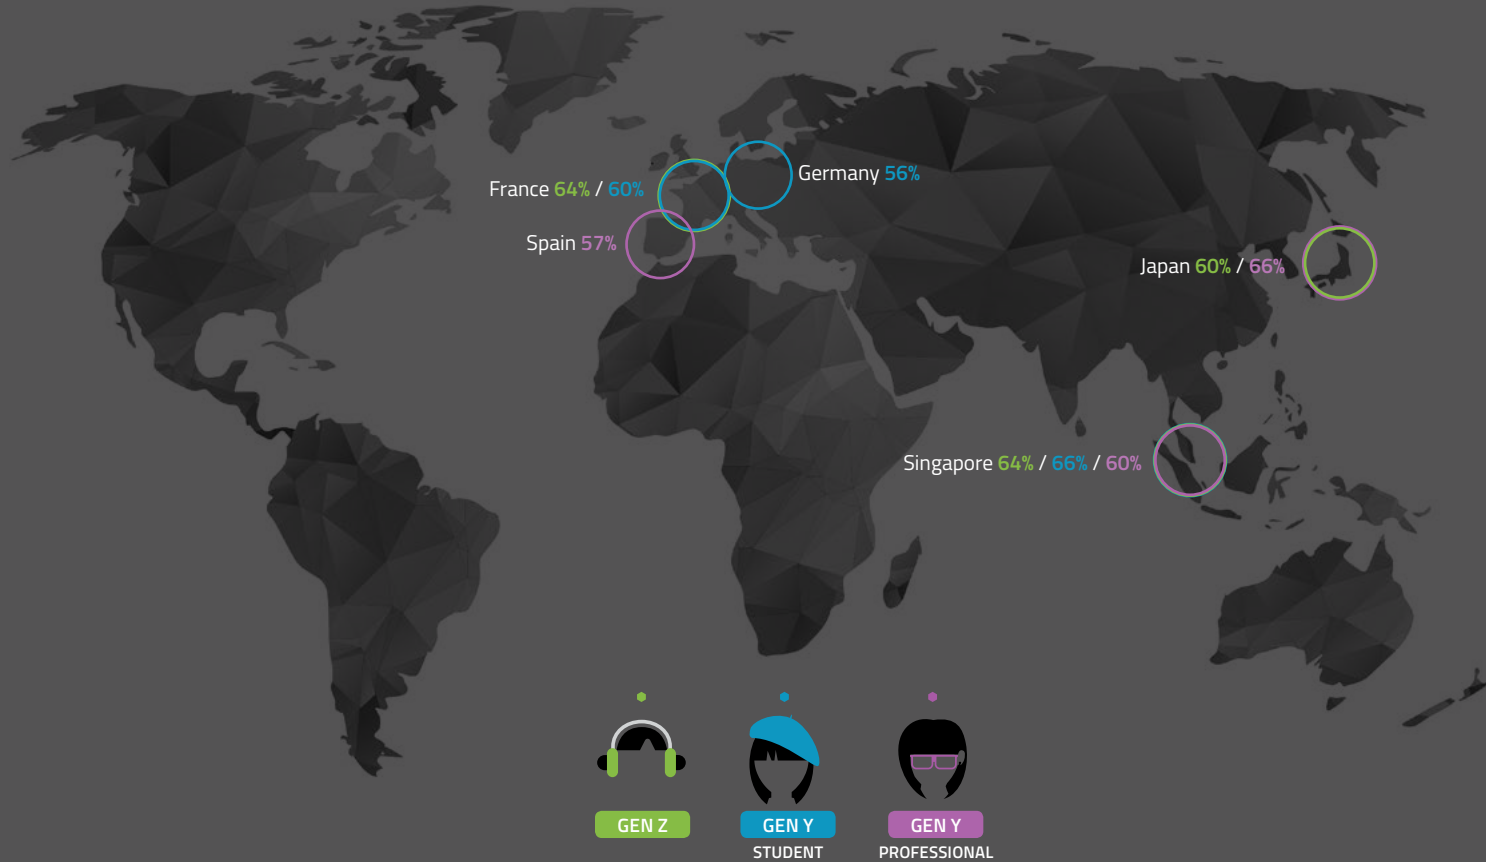 Germany 56%
France 64% / 60%
Spain 57%
Japan 60% / 66%
Singapore 64% / 66% / 60%
GEN Z
GEN Y
STUDENT
GEN Y
PROFESSIONAL